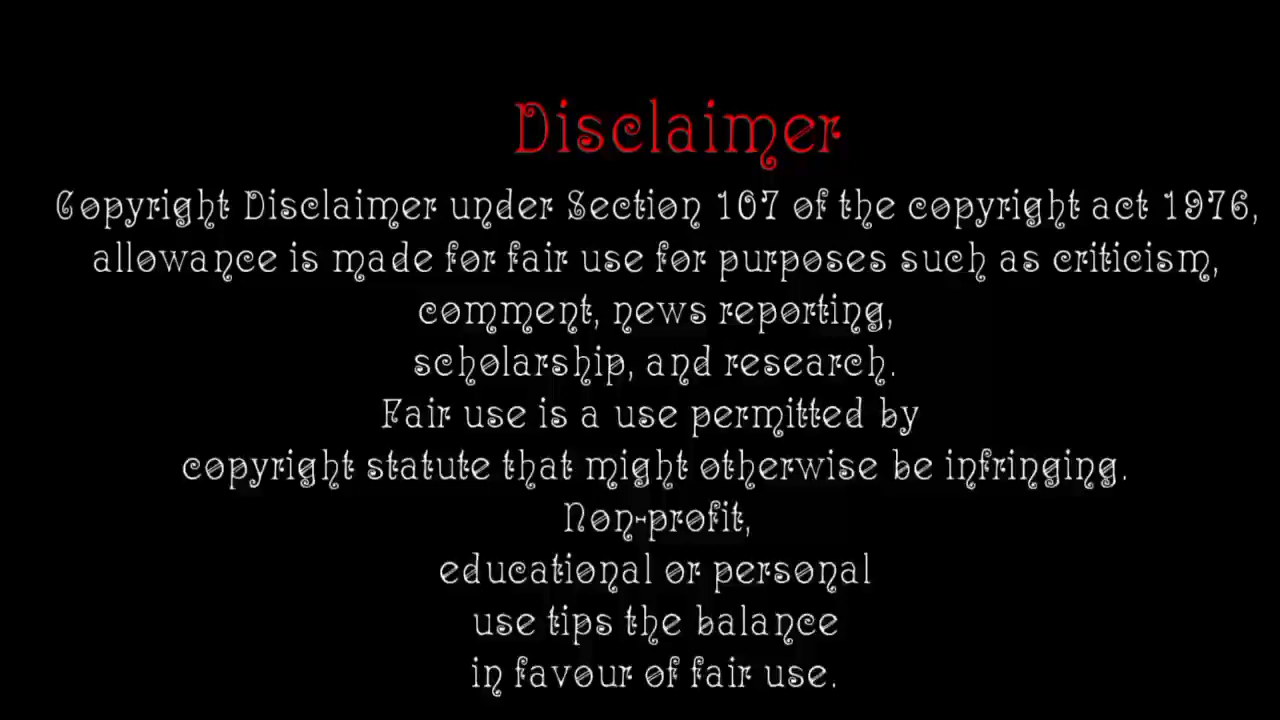 Disclaimer
Copyright Disclaimer under Section 107 of the copyright act 1976,
allowance is made for fair use for purposes such as criticism,
comment, news reporting,
scholarship, and research.
Fair use is a use permitted by
copyright statute that might otherwise be infringing.
Non-profit,
educational or personal
use tips the balance
in favour of fair use.